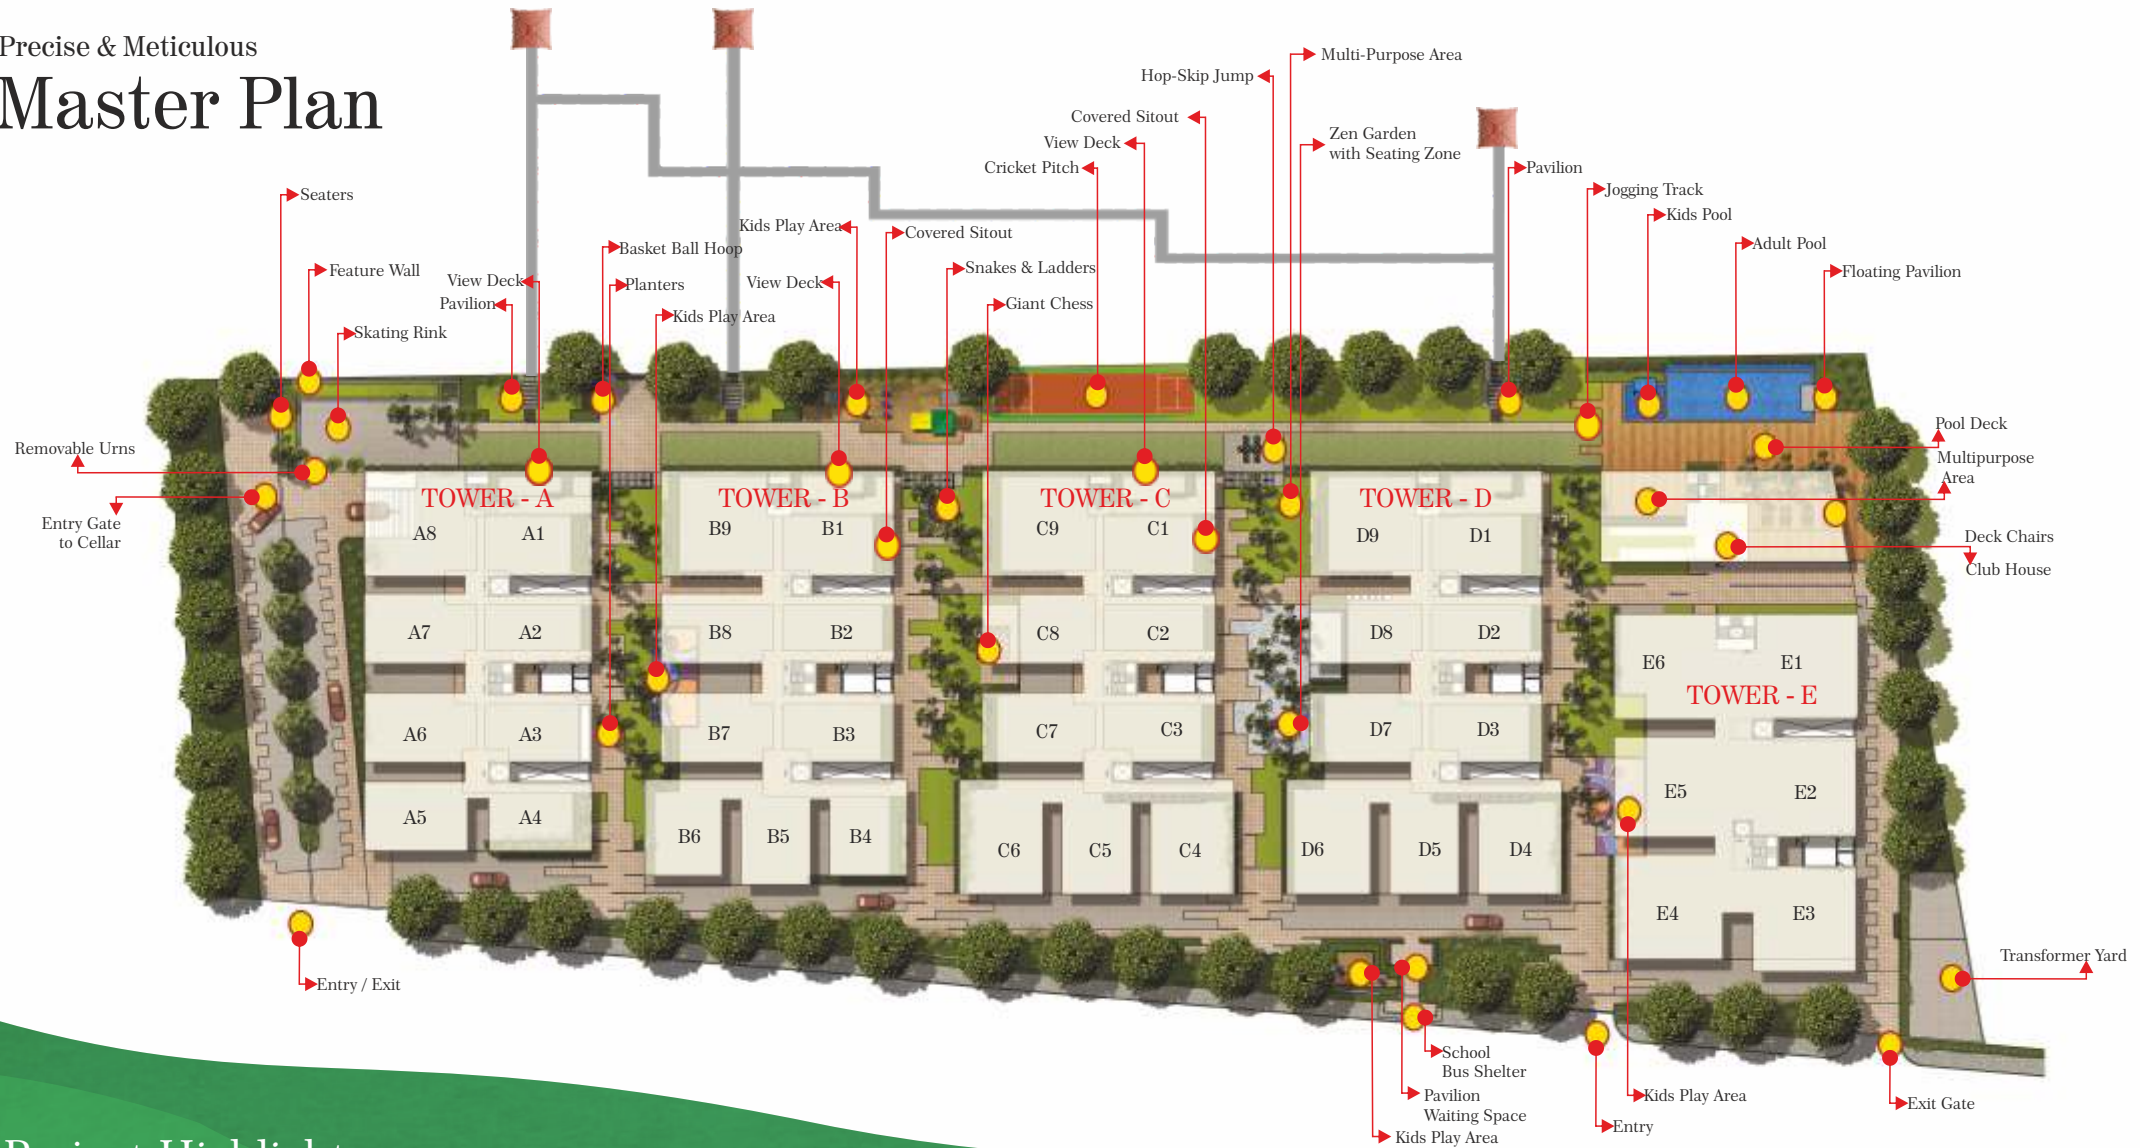 Precise & Meticulous
Master Plan
Multi-Purpose Area
Hop-Skip Jump
Covered Sitout
View Deck
Cricket Pitch
Zen Garden
with Seating Zone
Pavilion
Jogging Track
Kids Pool
Adult Pool
Floating Pavilion
Seaters
Feature Wall
Skating Rink
View Deck
Pavilion
Basket Ball Hoop
Planters
Kids Play Area
Kids Play Area
View Deck
Covered Sitout
Snakes & Ladders
Giant Chess
Removable Urns
Entry Gate
to Cellar
Pool Deck
Multipurpose
Area
Deck Chairs
Club House
TOWER - A
A8
A1
A7
A2
A6
A3
A5
A4
TOWER - B
B9
B1
B8
B2
B7
B3
B6
B5
B4
TOWER - C
C9
C1
C8
C2
C7
C3
C6
C5
C4
TOWER - D
D9
D1
D8
D2
D7
D3
D6
D5
D4
E6
E1
TOWER - E
E5
E2
E4
E3
Transformer Yard
Entry / Exit
School
Bus Shelter
Pavilion
Waiting Space
Kids Play Area
Entry
Kids Play Area
Exit Gate
Project Highlight